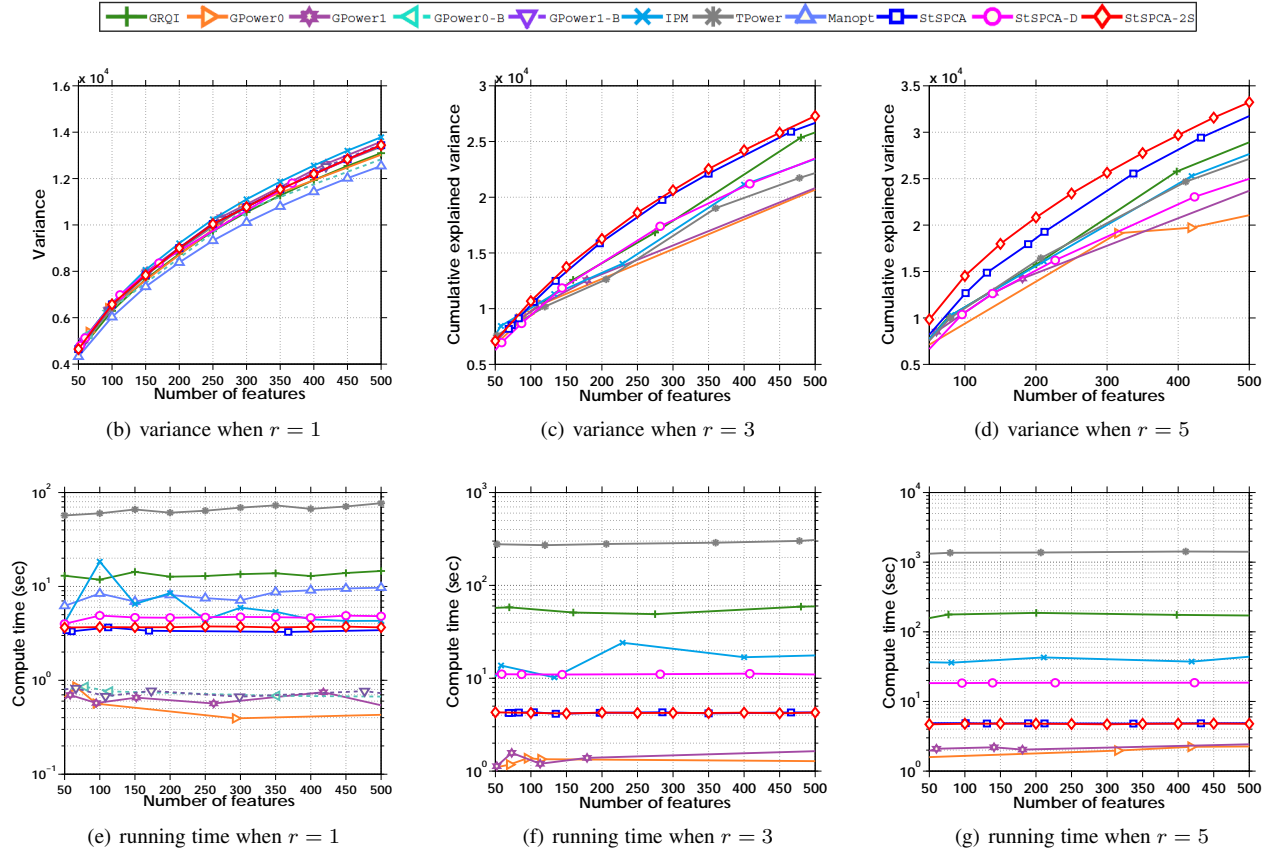 GRQI GPower0 GPower1 GPower0-B GPower1-B IPM TPower Manopt StSPCA StSPCA-D StSPCA-2S
x 10^4
1.6
1.4
1.2
1
0.8
0.6
0.4
Variance
50 100 150 200 250 300 350 400 450 500
Number of features
(b) variance when r = 1
x 10^4
3
2.5
2
1.5
1
0.5
Cumulative explained variance
50 100 150 200 250 300 350 400 450 500
Number of features
(c) variance when r = 3
x 10^4
3.5
3
2.5
2
1.5
1
0.5
Cumulative explained variance
100 200 300 400 500
Number of features
(d) variance when r = 5
10^2
10^1
10^0
10^-1
Compute time (sec)
50 100 150 200 250 300 350 400 450 500
Number of features
(e) running time when r = 1
10^3
10^2
10^1
10^0
Compute time (sec)
50 100 150 200 250 300 350 400 450 500
Number of features
(f) running time when r = 3
10^4
10^3
10^2
10^1
10^0
Compute time (sec)
50 100 150 200 250 300 350 400 450 500
Number of features
(g) running time when r = 5